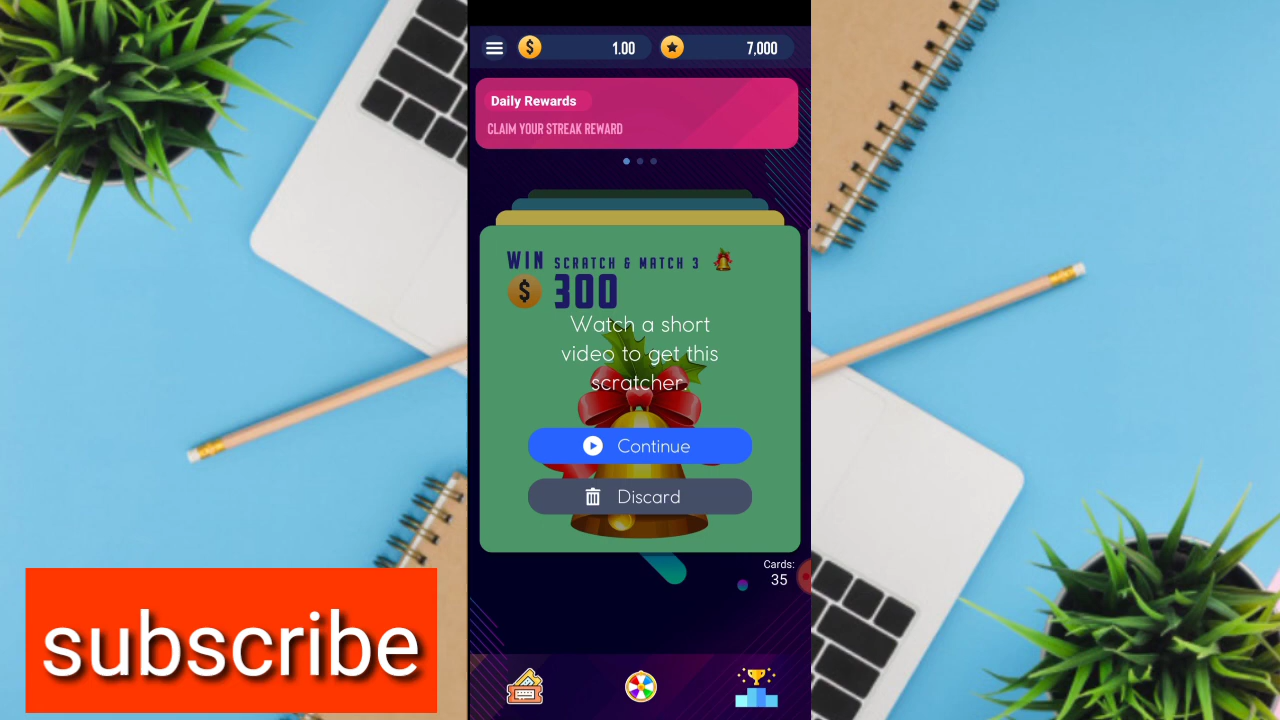 1.00
7,000
Daily Rewards
CLAIM YOUR STREAK REWARD
WIN SCRATCH & MATCH 3
$ 300
Watch a short
video to get this
scratcher.
Continue
Discard
Cards:
35
subscribe